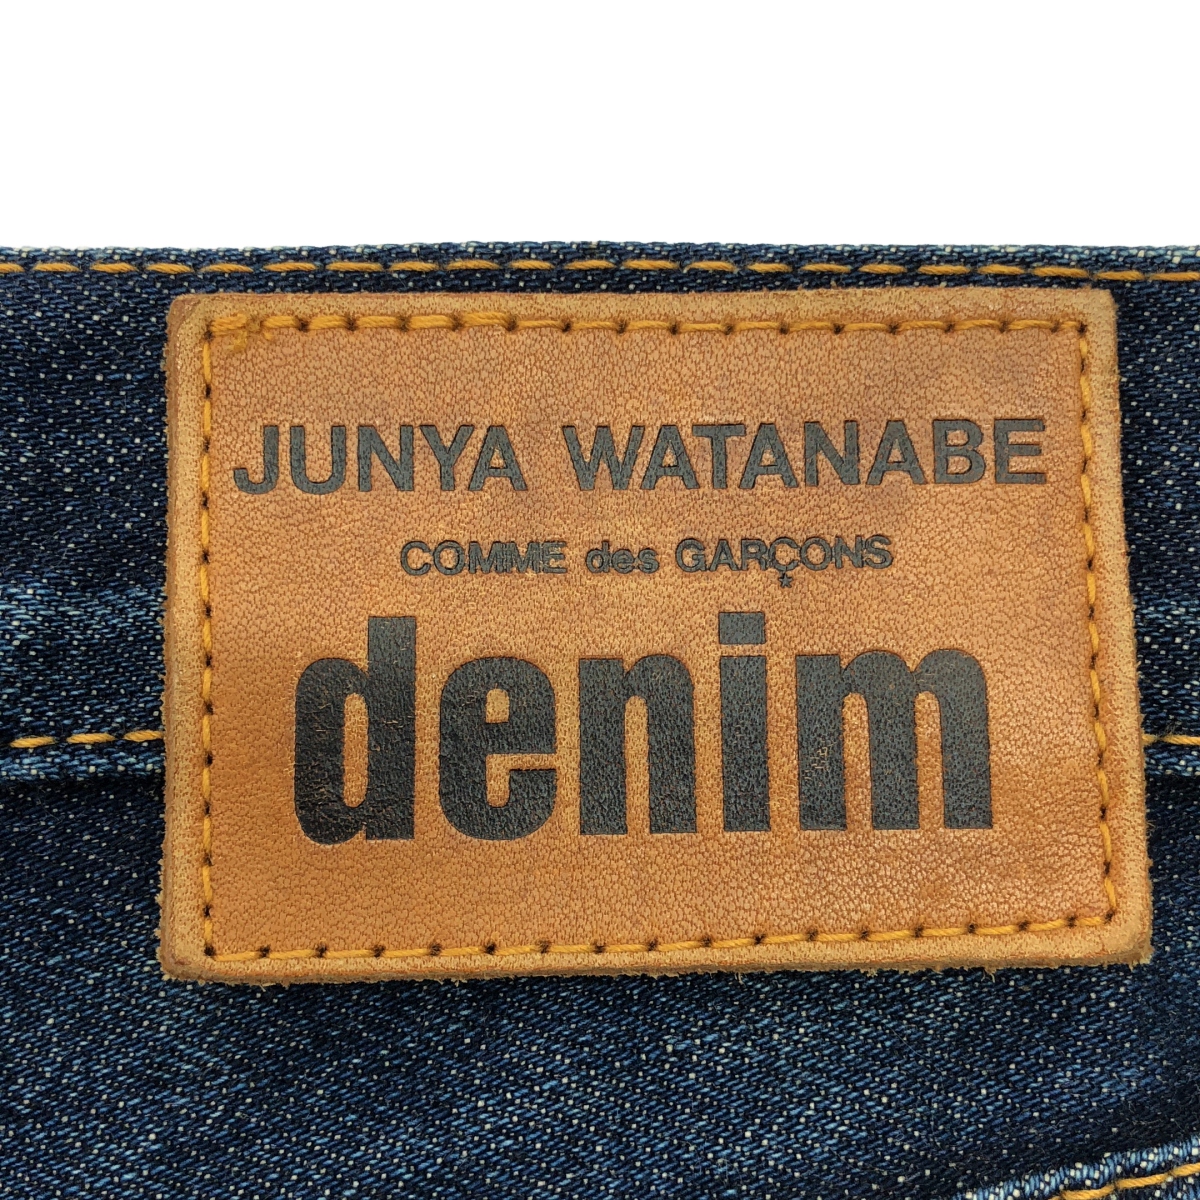 JUNYA WATANABE
COMME des GARÇONS
denim